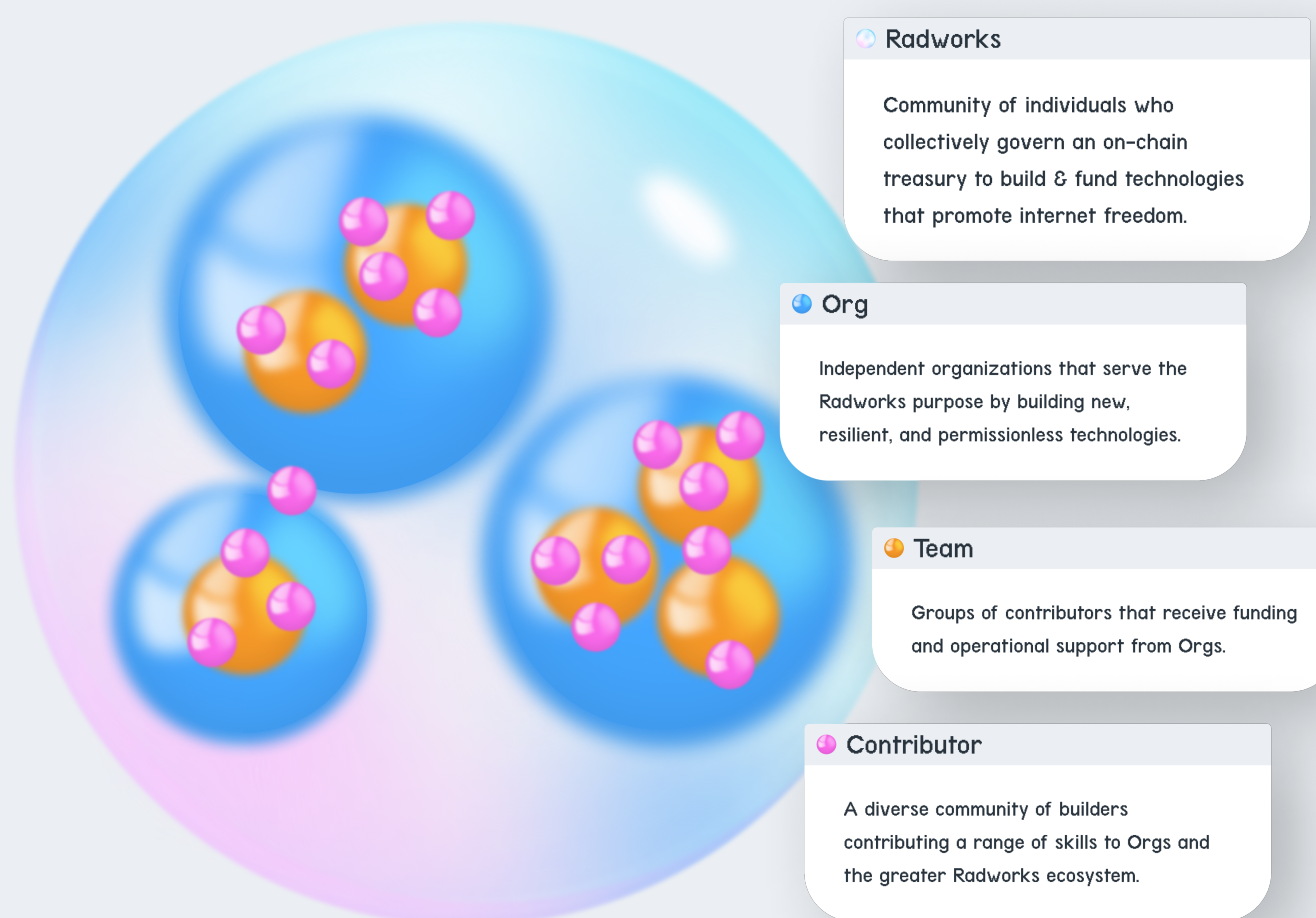 Radworks
Community of individuals who
collectively govern an on-chain
treasury to build & fund technologies
that promote internet freedom.
Org
Independent organizations that serve the
Radworks purpose by building new,
resilient, and permissionless technologies.
Team
Groups of contributors that receive funding
and operational support from Orgs.
Contributor
A diverse community of builders
contributing a range of skills to Orgs and
the greater Radworks ecosystem.